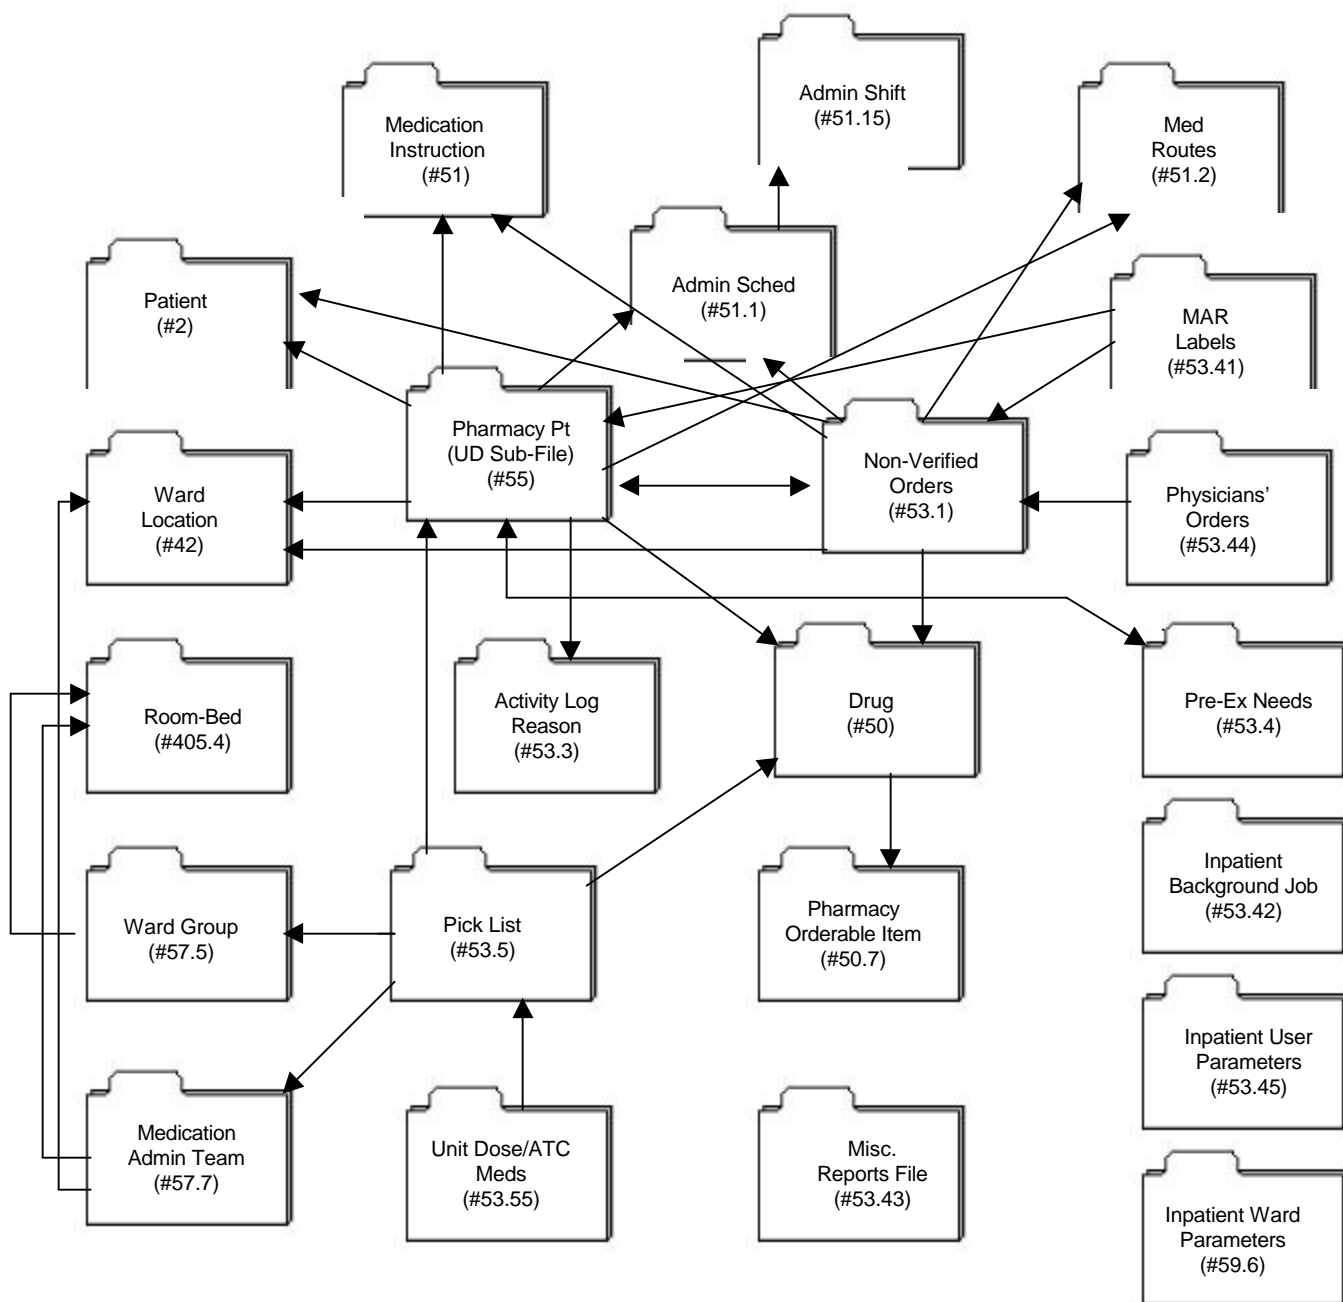 Admin Shift
(#51.15)
Medication
Instruction
(#51)
Med
Routes
(#51.2)
Patient
(#2)
Admin Sched
(#51.1)
MAR
Labels
(#53.41)
Pharmacy Pt
(UD Sub-File)
(#55)
Non-Verified
Orders
(#53.1)
Ward
Location
(#42)
Physicians’
Orders
(#53.44)
Room-Bed
(#405.4)
Activity Log
Reason
(#53.3)
Drug
(#50)
Pre-Ex Needs
(#53.4)
Ward Group
(#57.5)
Pick List
(#53.5)
Pharmacy
Orderable Item
(#50.7)
Inpatient
Background Job
(#53.42)
Inpatient User
Parameters
(#53.45)
Medication
Admin Team
(#57.7)
Unit Dose/ATC
Meds
(#53.55)
Misc.
Reports File
(#53.43)
Inpatient Ward
Parameters
(#59.6)